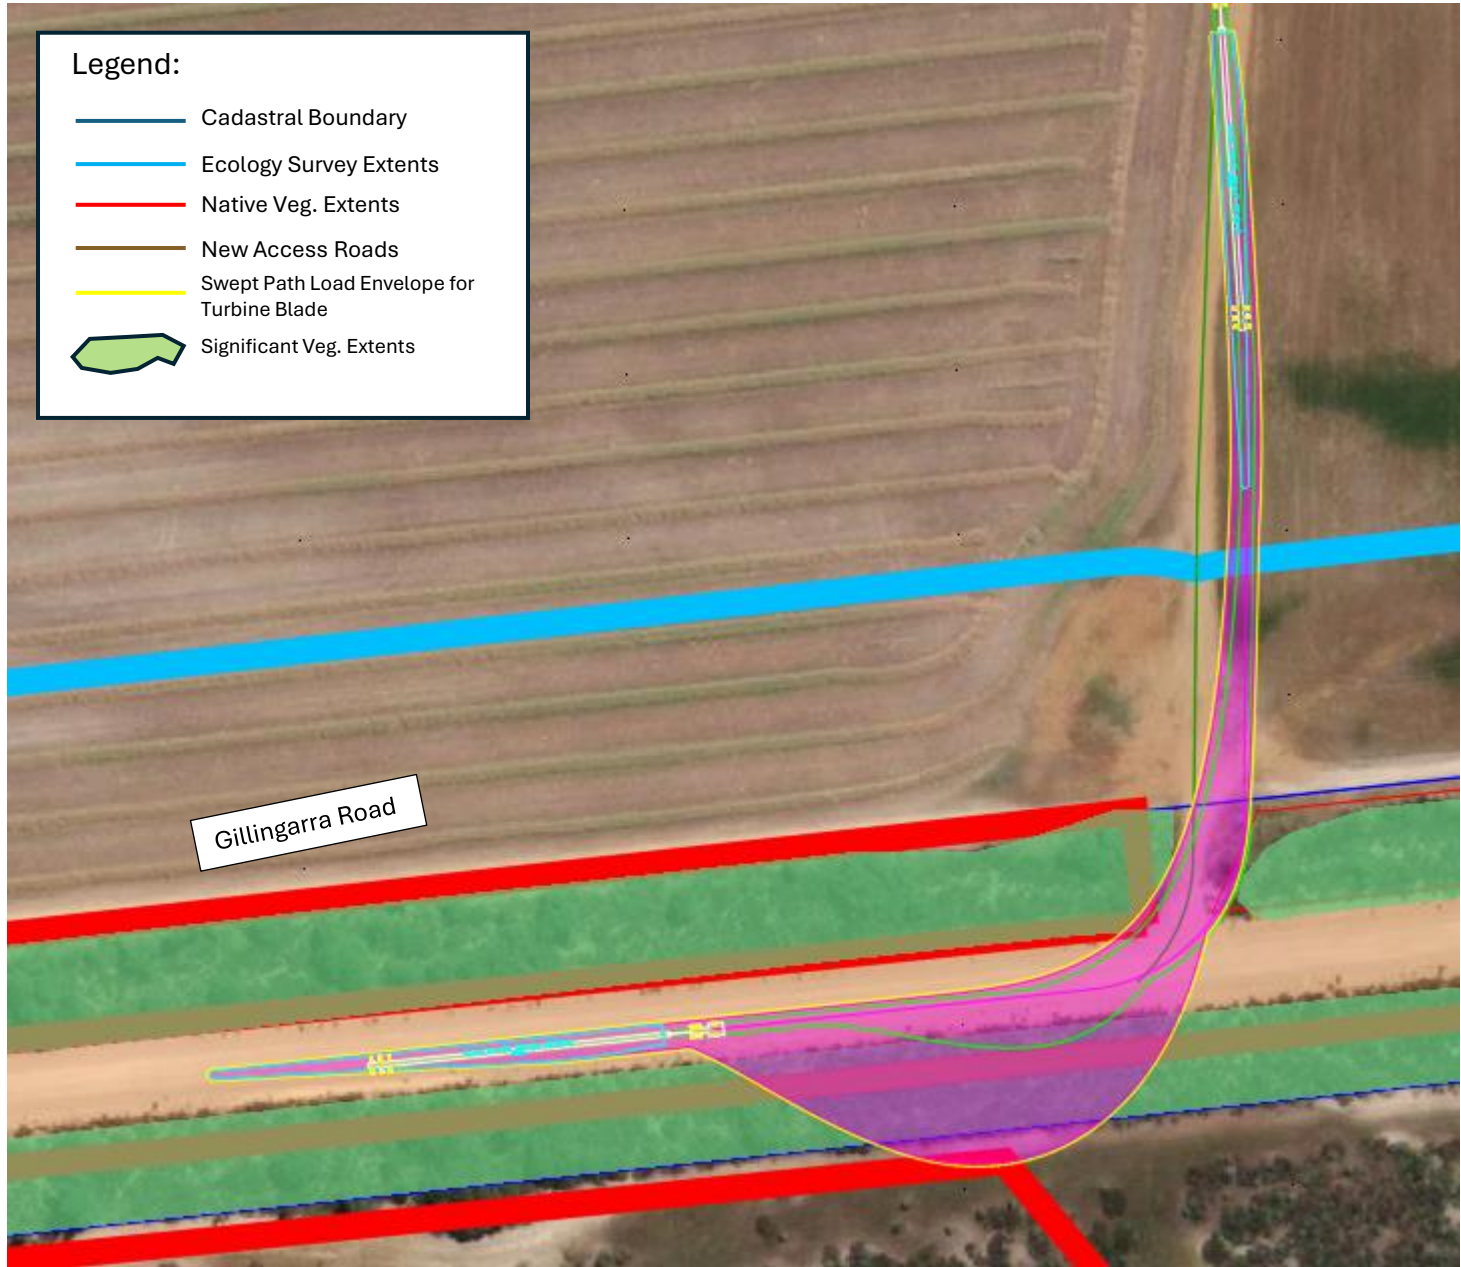 Legend:
Cadastral Boundary
Ecology Survey Extents
Native Veg. Extents
New Access Roads
Swept Path Load Envelope for
Turbine Blade
Significant Veg. Extents
Gillingarra Road